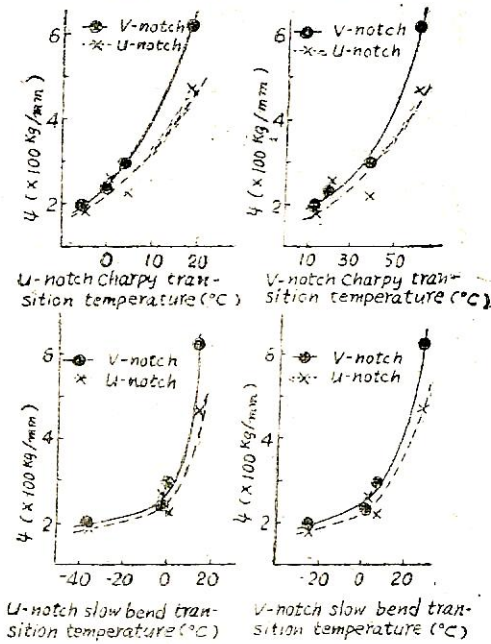 6
V-notch
U-notch
4
2
ψ (×100 Kg/mm)
0 10 20
U-notch Charpy tran-
sition temperature (°C)
6
V-notch
U-notch
4
2
ψ (×100 Kg/mm)
10 30 50
V-notch Charpy tran-
sition temperature (°C)
6
V-notch
U-notch
4
2
ψ (×100 Kg/mm)
-40 -20 0 20
U-notch slow bend tran-
sition temperature (°C)
6
V-notch
U-notch
4
2
ψ (×100 Kg/mm)
-20 0 20
V-notch slow bend tran-
sition temperature (°C)